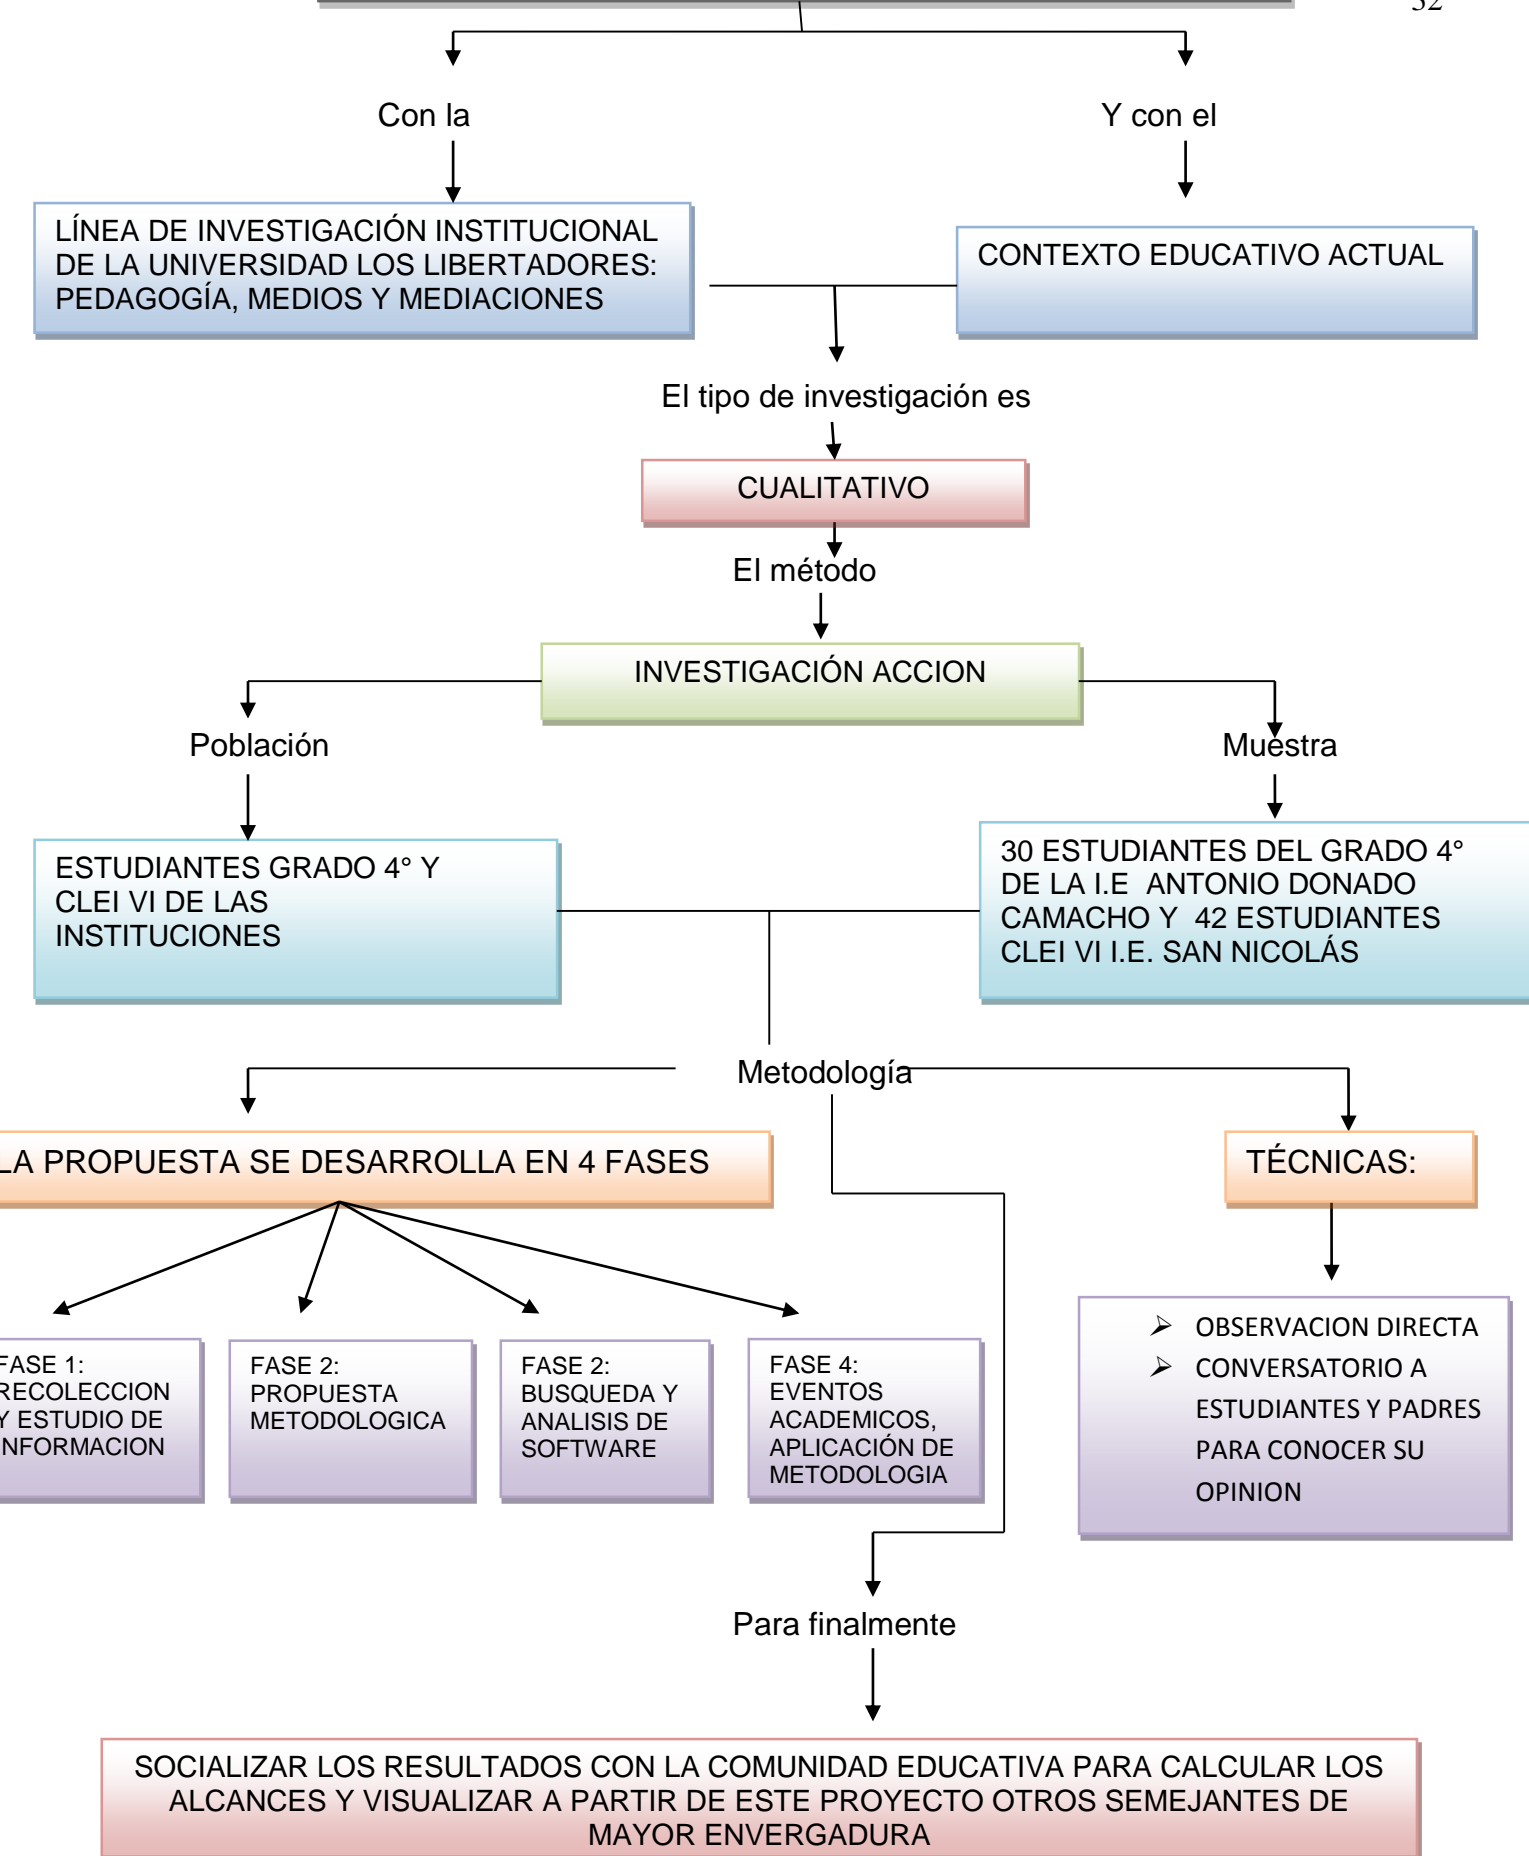 32
Con la
Y con el
LÍNEA DE INVESTIGACIÓN INSTITUCIONAL
DE LA UNIVERSIDAD LOS LIBERTADORES:
PEDAGOGÍA, MEDIOS Y MEDIACIONES
CONTEXTO EDUCATIVO ACTUAL
El tipo de investigación es
CUALITATIVO
El método
INVESTIGACIÓN ACCION
Población
Muestra
ESTUDIANTES GRADO 4° Y
CLEI VI DE LAS
INSTITUCIONES
30 ESTUDIANTES DEL GRADO 4°
DE LA I.E ANTONIO DONADO
CAMACHO Y 42 ESTUDIANTES
CLEI VI I.E. SAN NICOLÁS
Metodología
LA PROPUESTA SE DESARROLLA EN 4 FASES
TÉCNICAS:
FASE 1:
RECOLECCION
Y ESTUDIO DE
INFORMACION
FASE 2:
PROPUESTA
METODOLOGICA
FASE 2:
BUSQUEDA Y
ANALISIS DE
SOFTWARE
FASE 4:
EVENTOS
ACADEMICOS,
APLICACIÓN DE
METODOLOGIA
➢ OBSERVACION DIRECTA
➢ CONVERSATORIO A
ESTUDIANTES Y PADRES
PARA CONOCER SU
OPINION
Para finalmente
SOCIALIZAR LOS RESULTADOS CON LA COMUNIDAD EDUCATIVA PARA CALCULAR LOS
ALCANCES Y VISUALIZAR A PARTIR DE ESTE PROYECTO OTROS SEMEJANTES DE
MAYOR ENVERGADURA